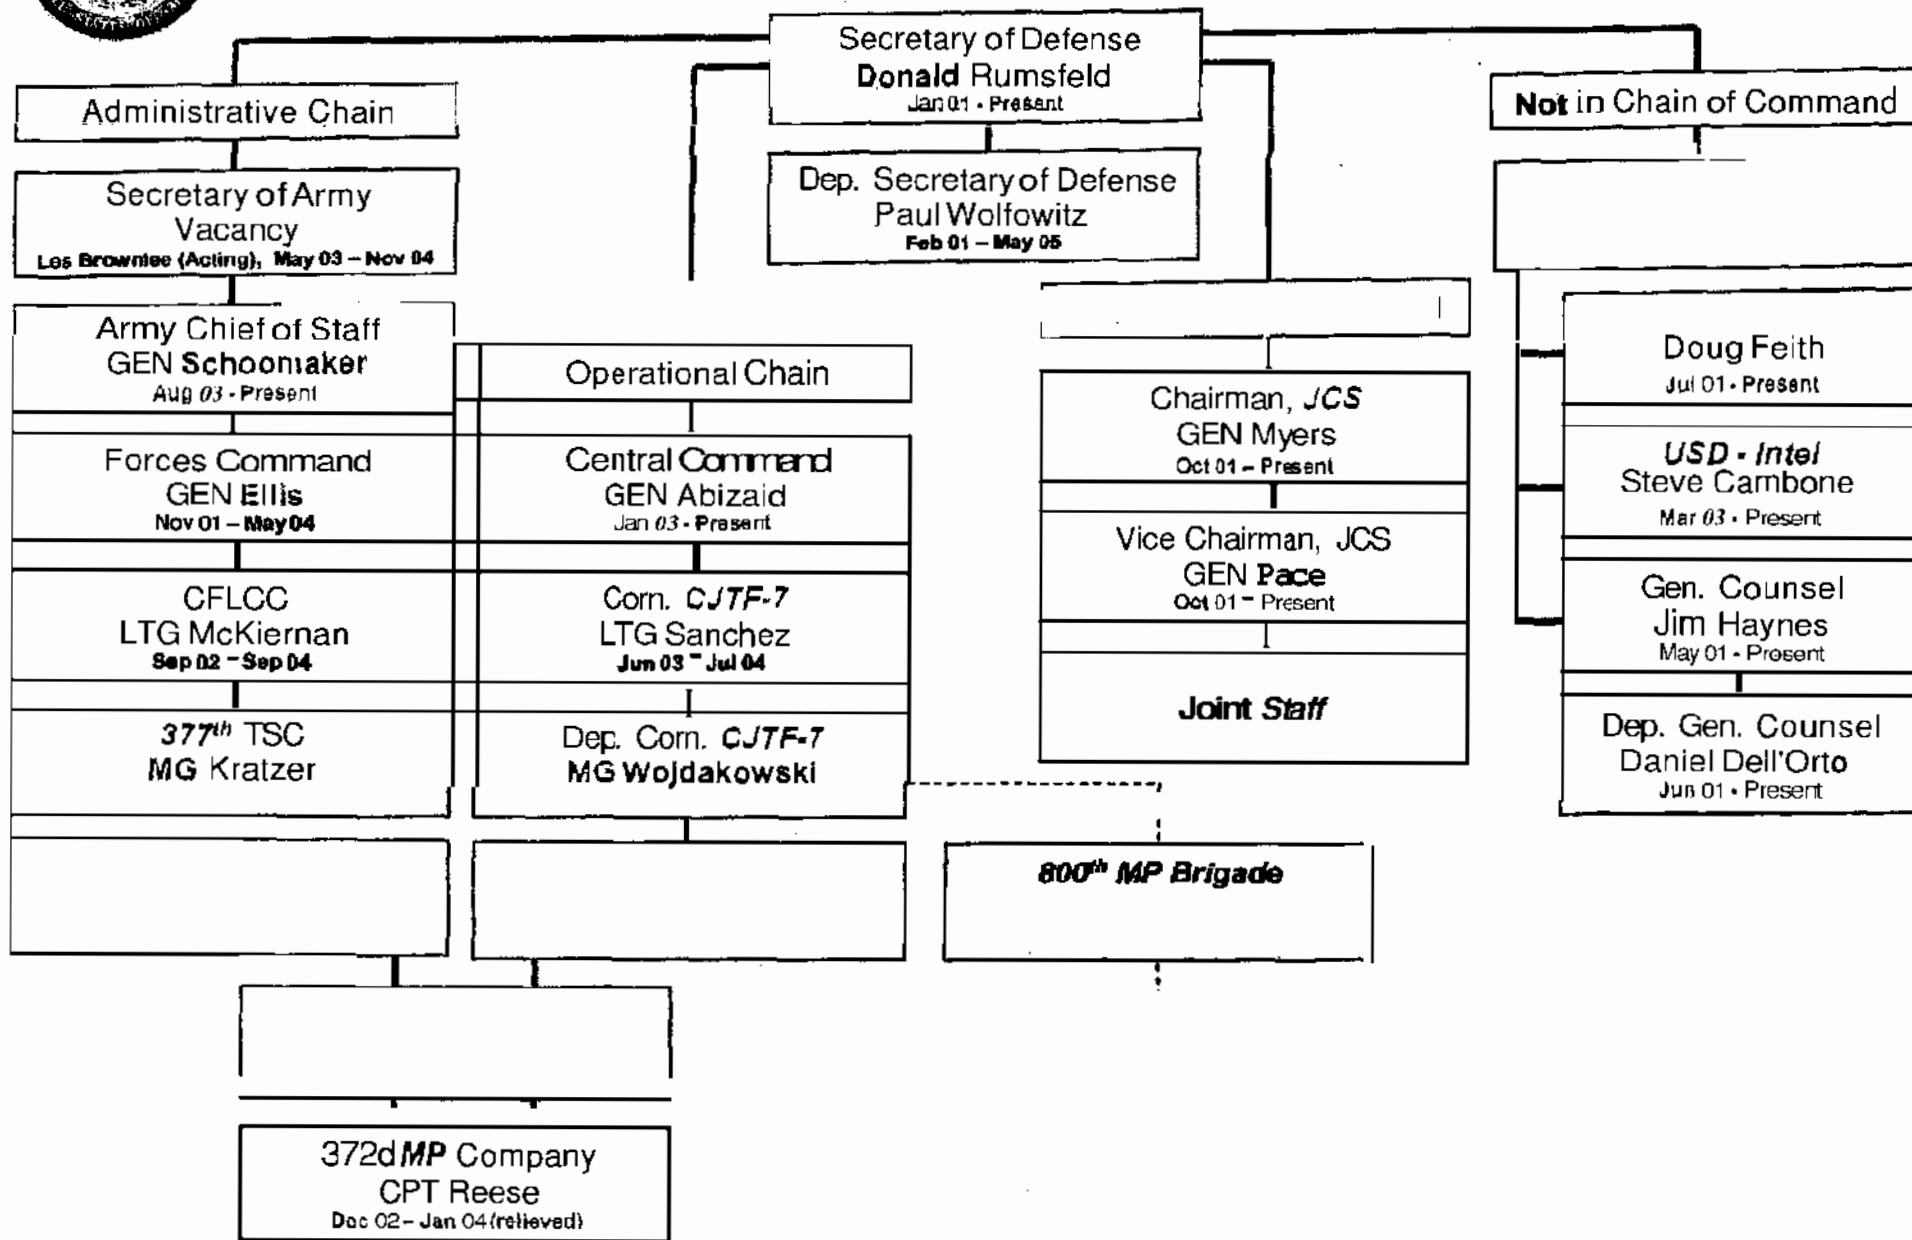 Secretary of Defense
Donald Rumsfeld
Jan 01 - Present
Administrative Chain
Not in Chain of Command
Dep. Secretary of Defense
Paul Wolfowitz
Feb 01 – May 05
Secretary of Army
Vacancy
Les Brownlee (Acting), May 03 – Nov 04
Army Chief of Staff
GEN Schoomaker
Aug 03 - Present
Operational Chain
Doug Feith
Jul 01 - Present
Chairman, JCS
GEN Myers
Oct 01 – Present
Forces Command
GEN Ellis
Nov 01 – May 04
Central Command
GEN Abizaid
Jan 03 - Present
USD - Intel
Steve Cambone
Mar 03 - Present
Vice Chairman, JCS
GEN Pace
Oct 01 – Present
CFLCC
LTG McKiernan
Sep 02 – Sep 04
Corn. CJTF-7
LTG Sanchez
Jun 03 – Jul 04
Gen. Counsel
Jim Haynes
May 01 - Present
Joint Staff
377th TSC
MG Kratzer
Dep. Corn. CJTF-7
MG Wojdakowski
Dep. Gen. Counsel
Daniel Dell'Orto
Jun 01 - Present
800th MP Brigade
372d MP Company
CPT Reese
Dec 02 – Jan 04 (relieved)